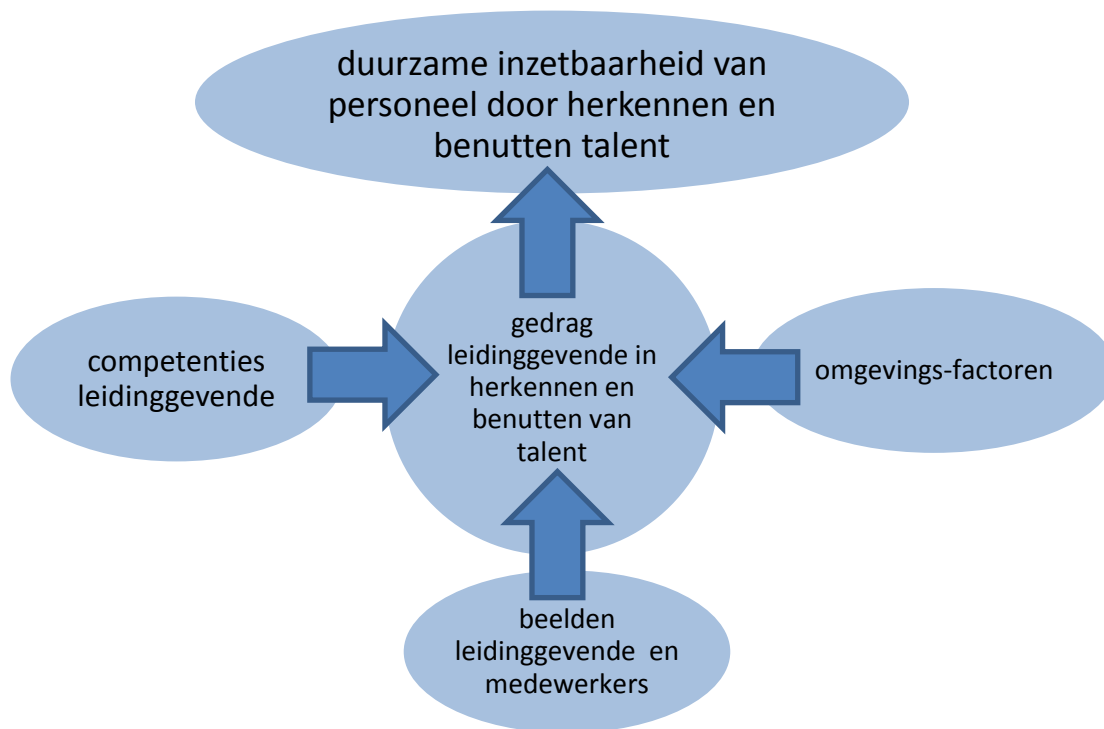 duurzame inzetbaarheid van
personeel door herkennen en
benutten talent
competenties
leidinggevende
gedrag
leidinggevende in
herkennen en
benutten van
talent
omgevings-factoren
beelden
leidinggevende en
medewerkers